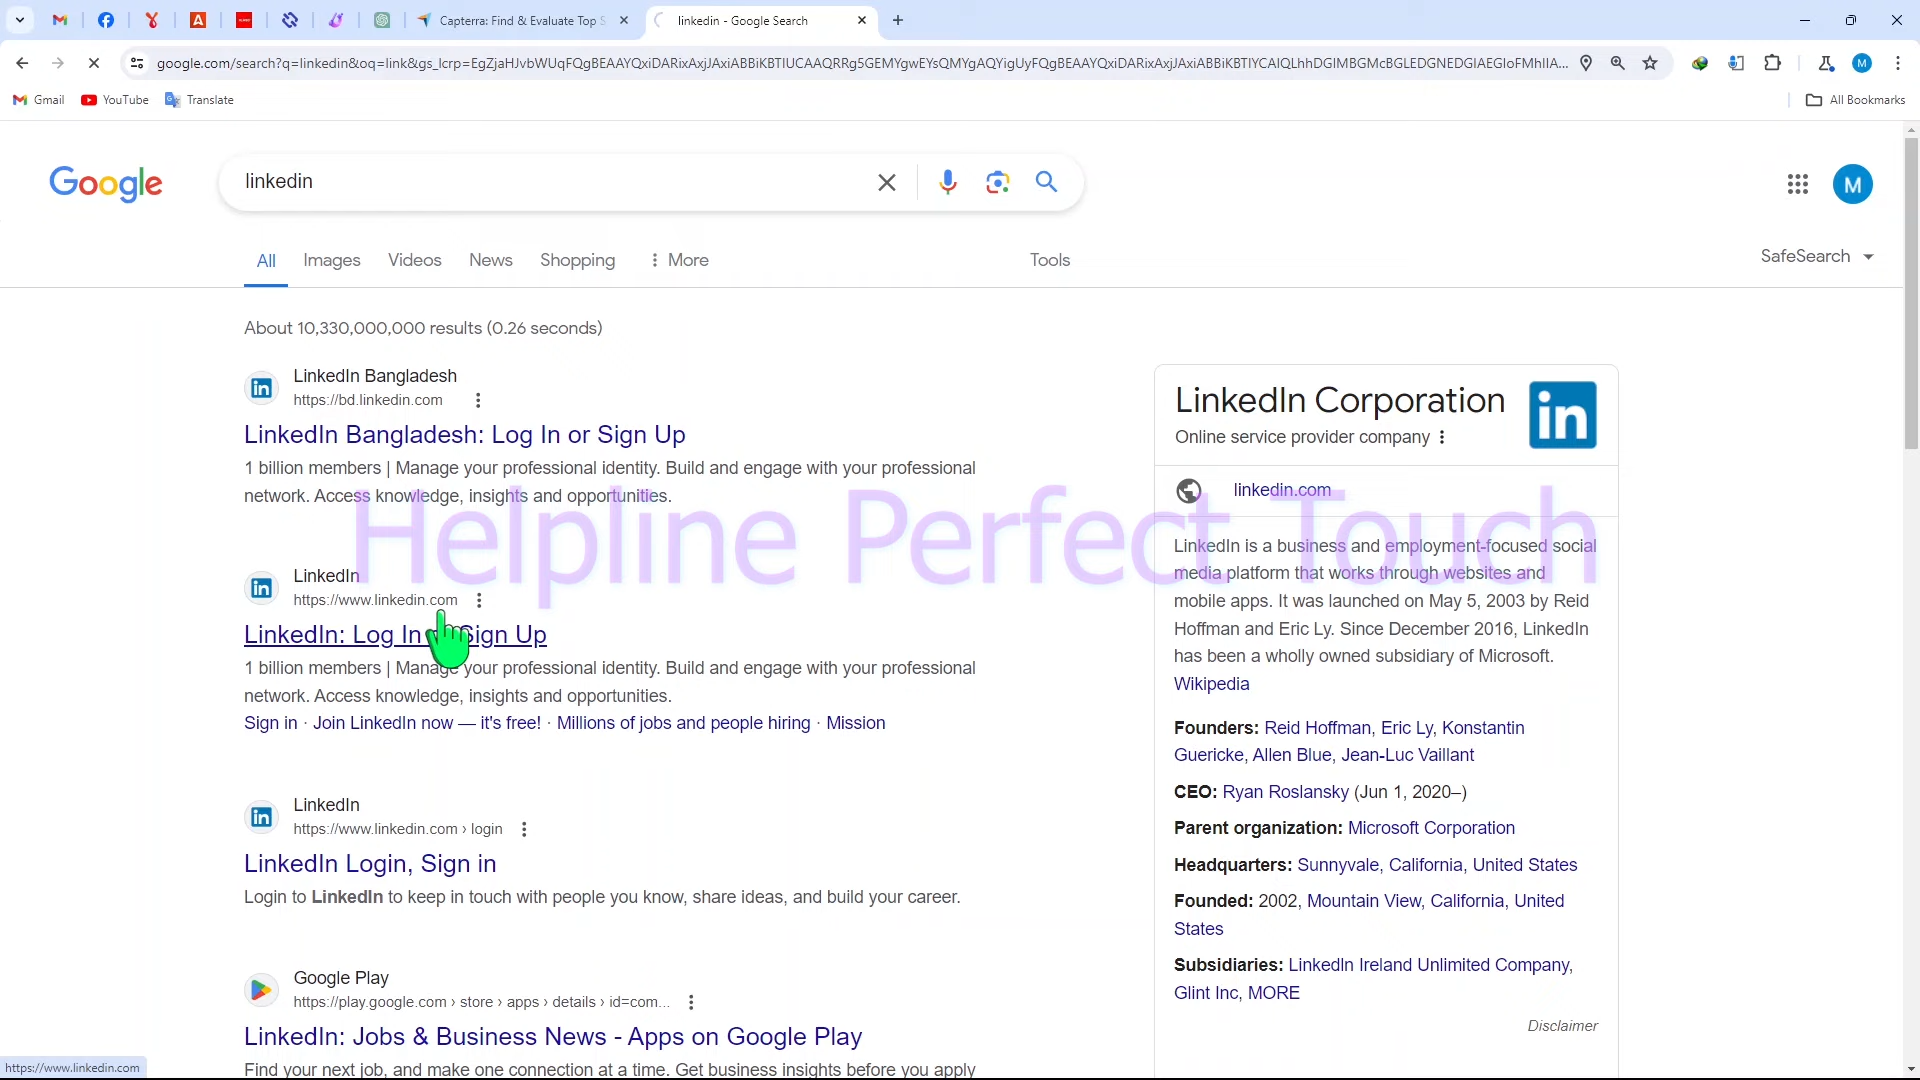 Capterra: Find & Evaluate Top S
linkedin - Google Search
google.com/search?q=linkedin&oq=link&gs_lcrp=
Gmail
YouTube
Translate
All Bookmarks
Google
linkedin
M
All
Images
Videos
News
Shopping
More
Tools
SafeSearch
About 10,330,000,000 results (0.26 seconds)
LinkedIn Bangladesh
https://bd.linkedin.com
LinkedIn Bangladesh: Log In or Sign Up
1 billion members | Manage your professional identity. Build and engage with your professional
network. Access knowledge, insights and opportunities.
Helpline Perfect Touch
LinkedIn
https://www.linkedin.com
LinkedIn: Log In Sign Up
1 billion members | Manage your professional identity. Build and engage with your professional
network. Access knowledge, insights and opportunities.
Sign in · Join LinkedIn now — it's free! · Millions of jobs and people hiring · Mission
LinkedIn
https://www.linkedin.com › login
LinkedIn Login, Sign in
Login to LinkedIn to keep in touch with people you know, share ideas, and build your career.
Google Play
https://play.google.com › store › apps › details › id=com...
LinkedIn: Jobs & Business News - Apps on Google Play
Find your next job, and make one connection at a time. Get business insights before you apply
LinkedIn Corporation
Online service provider company
in
linkedin.com
LinkedIn is a business and employment-focused social
media platform that works through websites and
mobile apps. It was launched on May 5, 2003 by Reid
Hoffman and Eric Ly. Since December 2016, LinkedIn
has been a wholly owned subsidiary of Microsoft.
Wikipedia
Founders: Reid Hoffman, Eric Ly, Konstantin
Guericke, Allen Blue, Jean-Luc Vaillant
CEO: Ryan Roslansky (Jun 1, 2020–)
Parent organization: Microsoft Corporation
Headquarters: Sunnyvale, California, United States
Founded: 2002, Mountain View, California, United
States
Subsidiaries: LinkedIn Ireland Unlimited Company,
Glint Inc, MORE
Disclaimer
https://www.linkedin.com